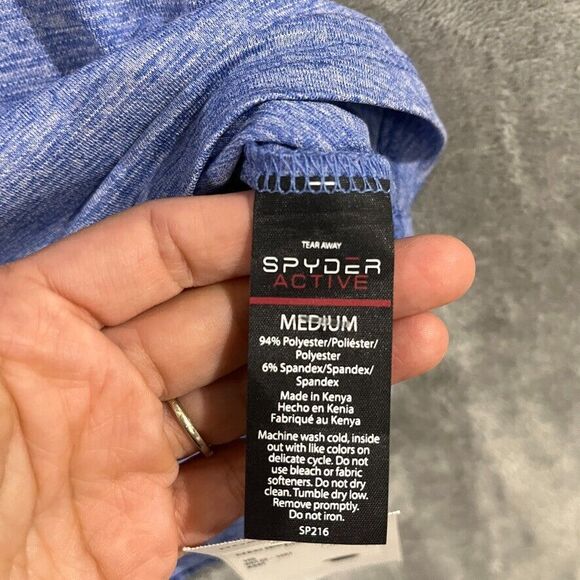 TEAR AWAY
SPYDER
ACTIVE
MEDIUM
94% Polyester/Poliéster/
Polyester
6% Spandex/Spandex/
Spandex
Made in Kenya
Hecho en Kenia
Fabriqué au Kenya
Machine wash cold, inside
out with like colors on
delicate cycle. Do not
use bleach or fabric
softeners. Do not dry
clean. Tumble dry low.
Remove promptly.
Do not iron.
SP216